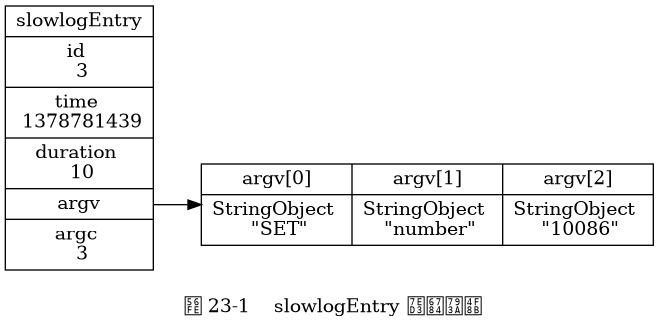 slowlogEntry
id
3
time
1378781439
duration
10
argv
argc
3
argv[0]
StringObject
"SET"
argv[1]
StringObject
"number"
argv[2]
StringObject
"10086"
23-1 slowlogEntry